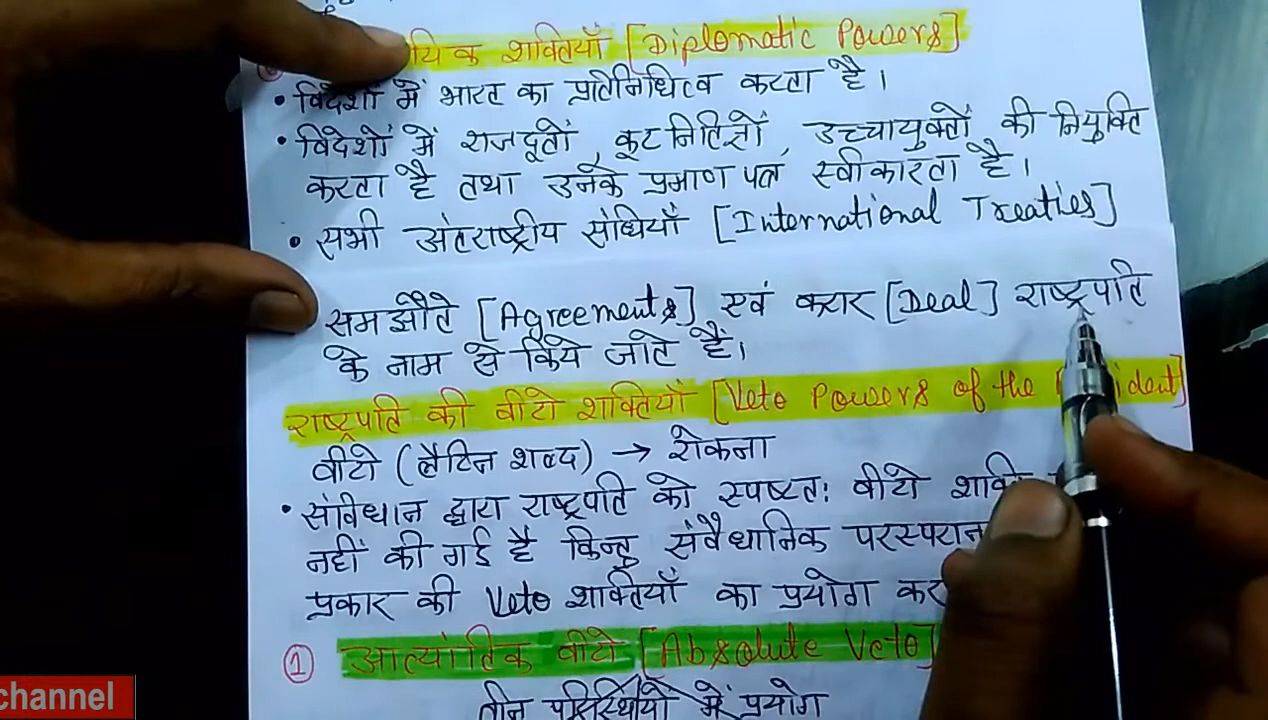 यिक शक्तियाँ [Diplomatic Powers]
• विदेशों में भारत का प्रतिनिधित्व करता है।
• विदेशों में राजदूतों, कूटनितिज्ञों, उच्चायुक्तों की नियुक्ति
करता है तथा उनके प्रमाण पत्र स्वीकारता है।
• सभी अंतराष्ट्रीय संधियाँ [International Treaties]
समझौते [Agreements] एवं करार [Deal] राष्ट्रपति
के नाम से किये जाते हैं।
राष्ट्रपति की वीटो शक्तियाँ [Veto Powers of the ident]
वीटो (लैटिन शब्द) → रोकना
• संविधान द्वारा राष्ट्रपति को स्पष्टतः वीटो शक्ति
नहीं की गई है किन्तु संवैधानिक
प्रकार की Veto शक्तियाँ का प्रयोग कर
① आत्यांतिक वीटो [Absolute Veto]
तीन में प्रयोग
channel